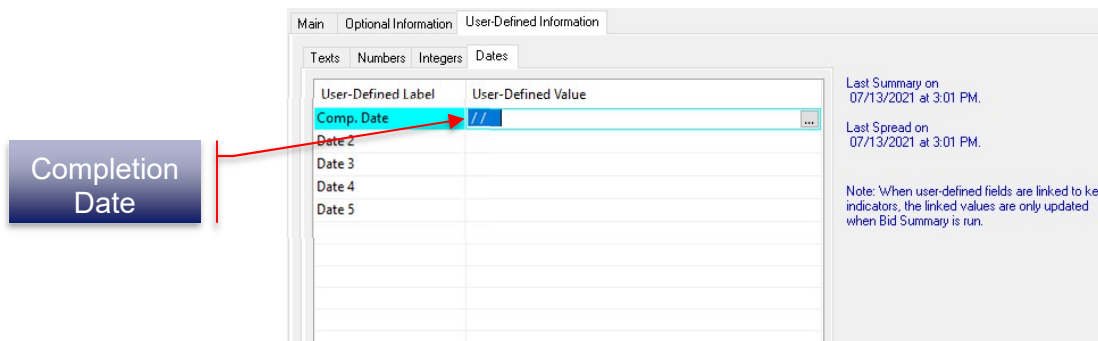 Main Optional Information User-Defined Information
Texts Numbers Integers Dates
User-Defined Label User-Defined Value
Comp. Date / / ...
Date 2
Date 3
Date 4
Date 5
Completion
Date
Last Summary on
07/13/2021 at 3:01 PM.
Last Spread on
07/13/2021 at 3:01 PM.
Note: When user-defined fields are linked to ke
indicators, the linked values are only updated
when Bid Summary is run.